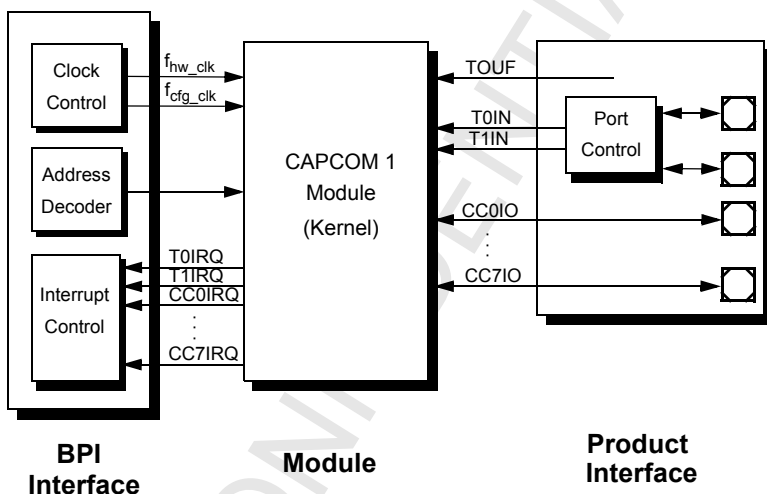 Clock
Control
fhw_clk
fcfg_clk
Address
Decoder
Interrupt
Control
T0IRQ
T1IRQ
CC0IRQ
CC7IRQ
CAPCOM 1
Module
(Kernel)
TOUF
T0IN
T1IN
CC0IO
CC7IO
Port
Control
BPI
Interface
Module
Product
Interface